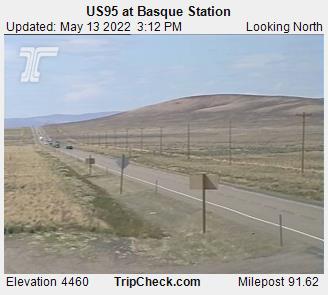 US95 at Basque Station
Updated: May 13 2022 3:12 PM Looking North
Elevation 4460 TripCheck.com Milepost 91.62